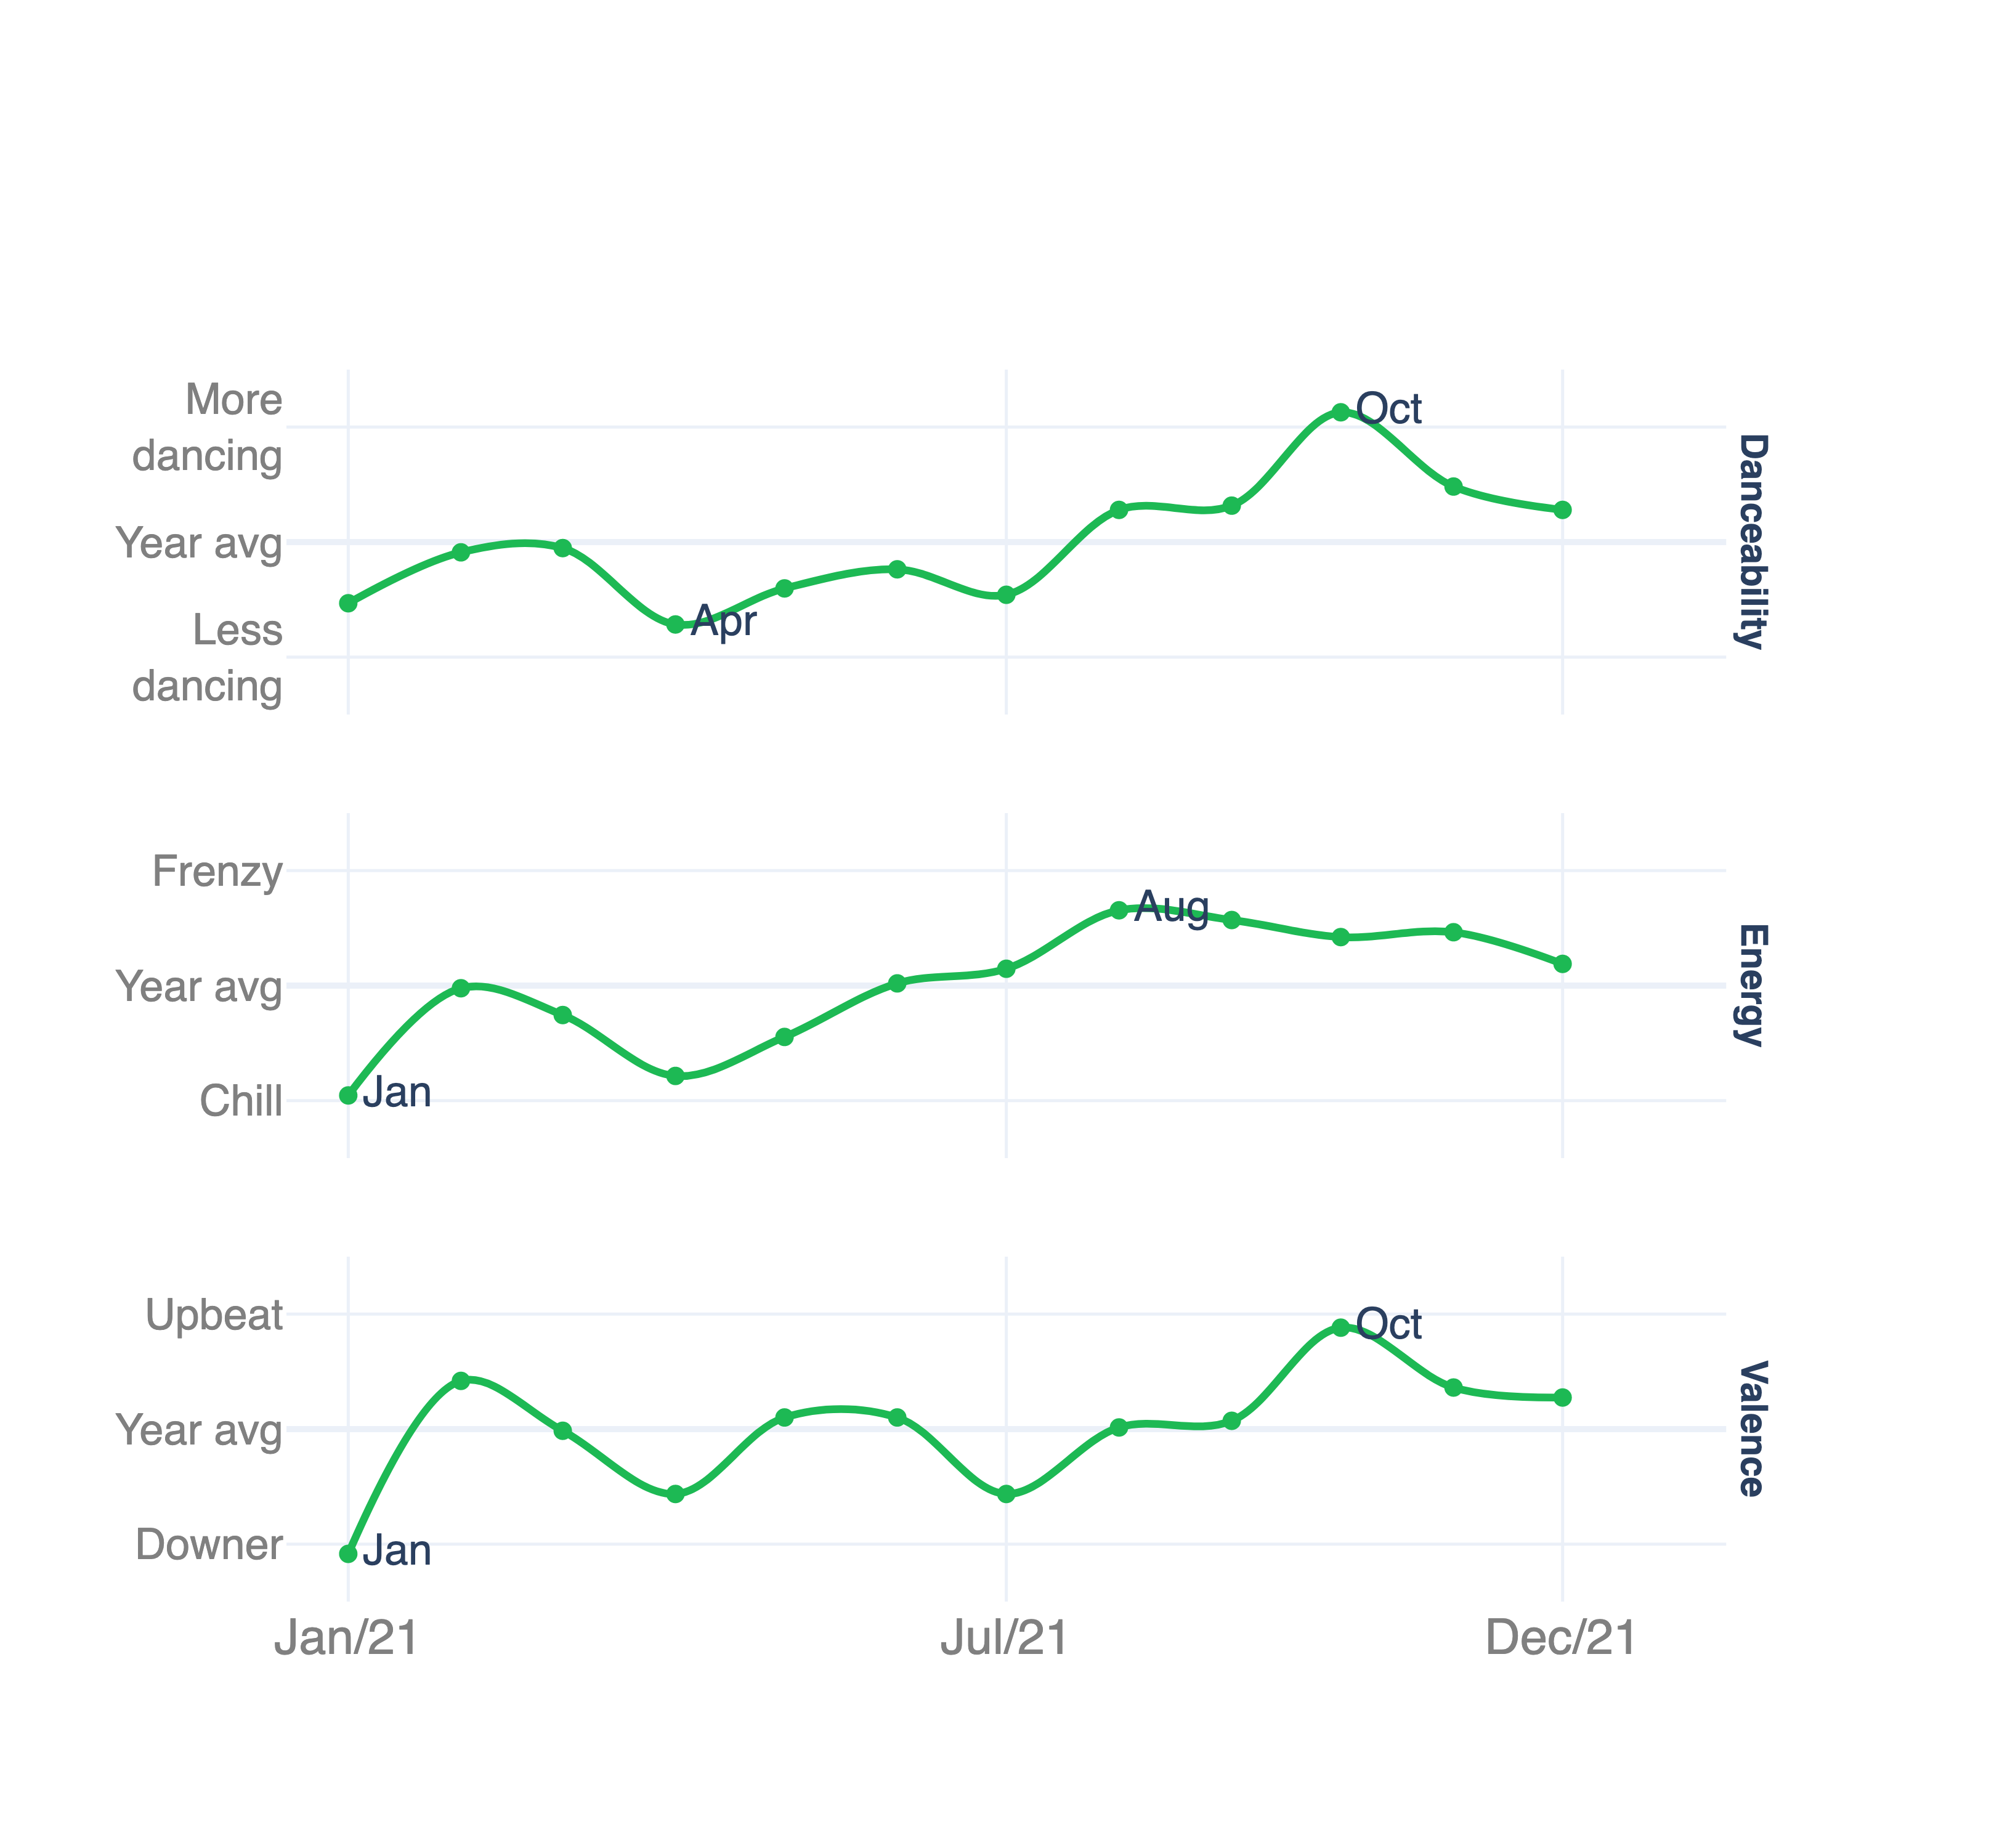 More
dancing
Year avg
Less
dancing
Oct
Apr
Danceability
Frenzy
Year avg
Chill
Aug
Jan
Energy
Upbeat
Year avg
Downer
Oct
Jan
Valence
Jan/21
Jul/21
Dec/21